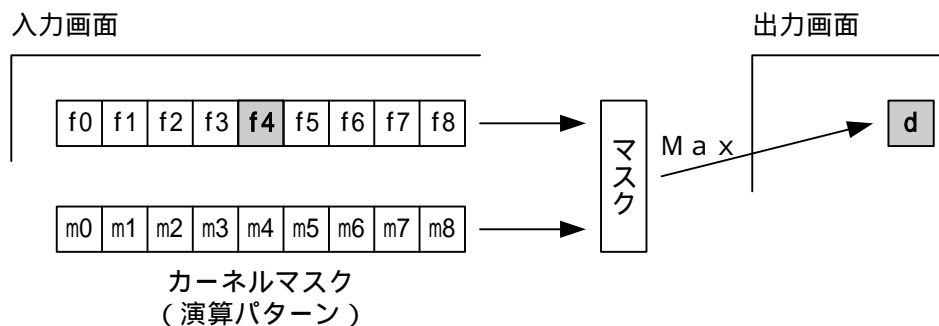 入力画面
出力画面
f0 f1 f2 f3 f4 f5 f6 f7 f8
マスク
Ｍａｘ
d
m0 m1 m2 m3 m4 m5 m6 m7 m8
カーネルマスク
（演算パターン）